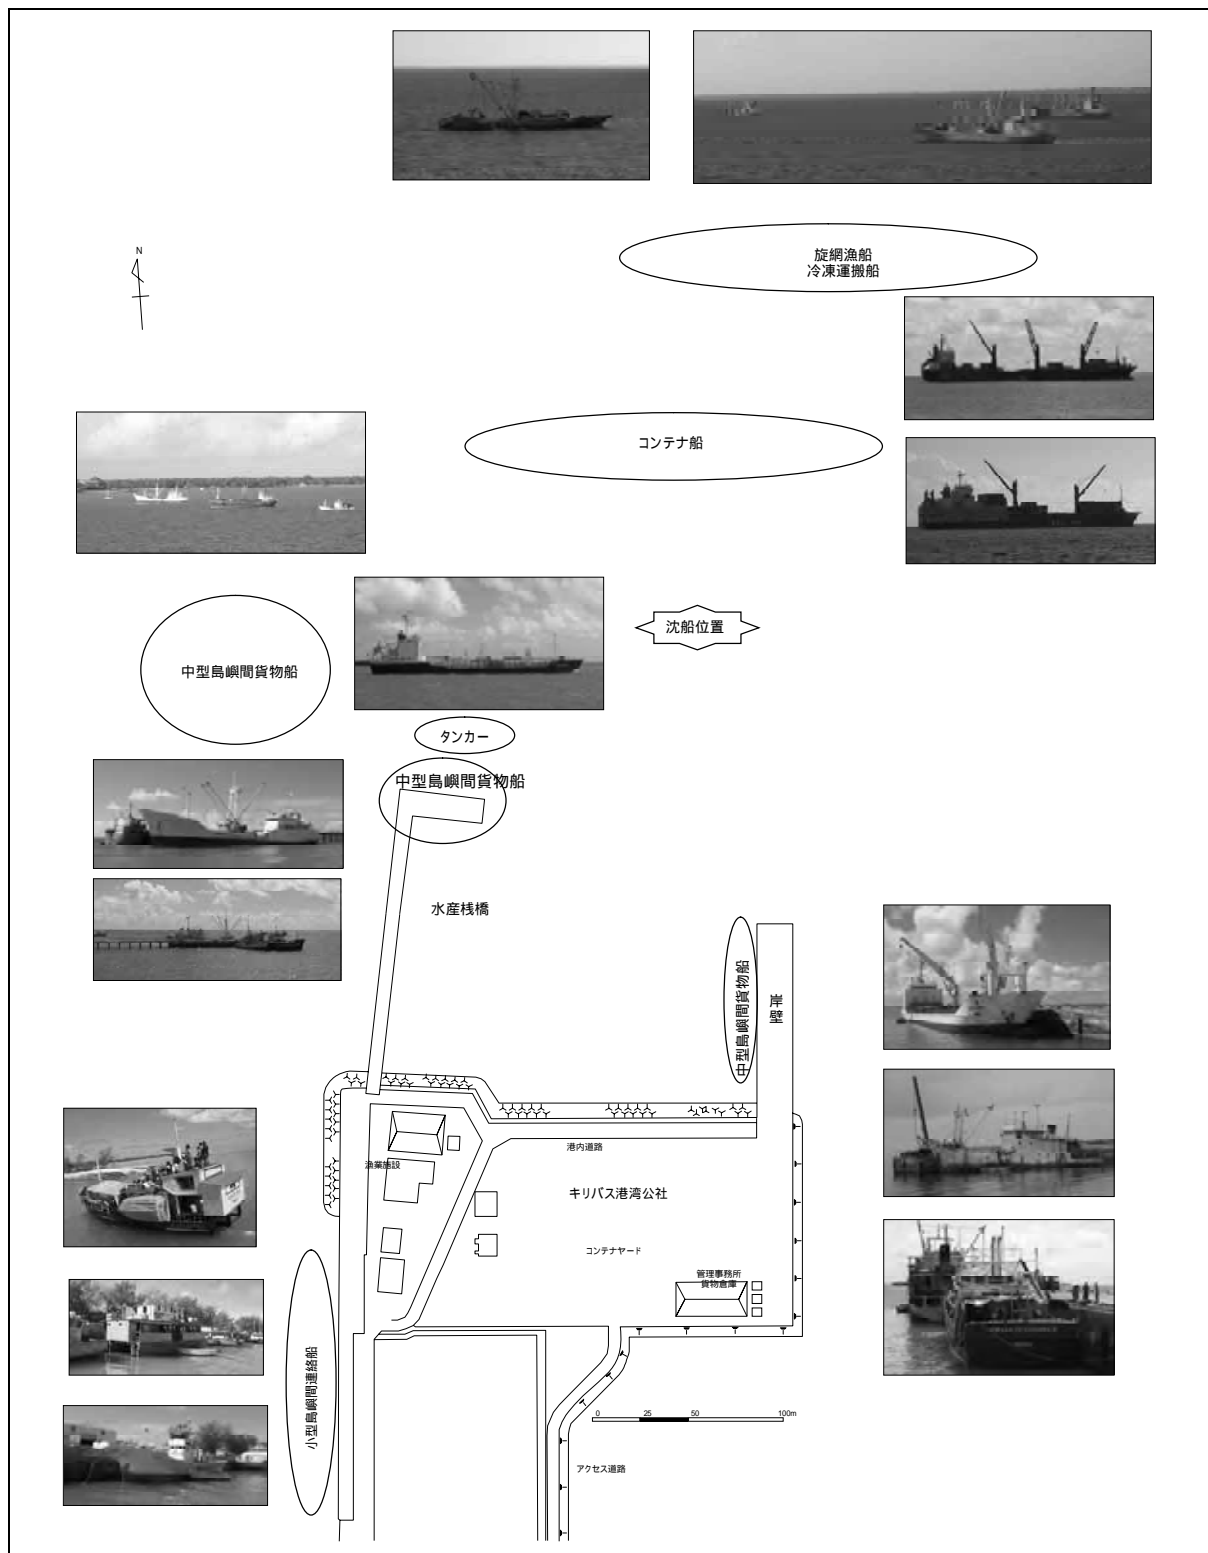 旋網漁船
冷凍運搬船
N
コンテナ船
沈船位置
中型島嶼間貨物船
タンカー
中型島嶼間貨物船
水産桟橋
中型島嶼間貨物船
岸壁
港内道路
漁業施設
キリバス港湾公社
コンテナヤード
管理事務所
貨物倉庫
小型島嶼間連絡船
0 25 50 100m
アクセス道路